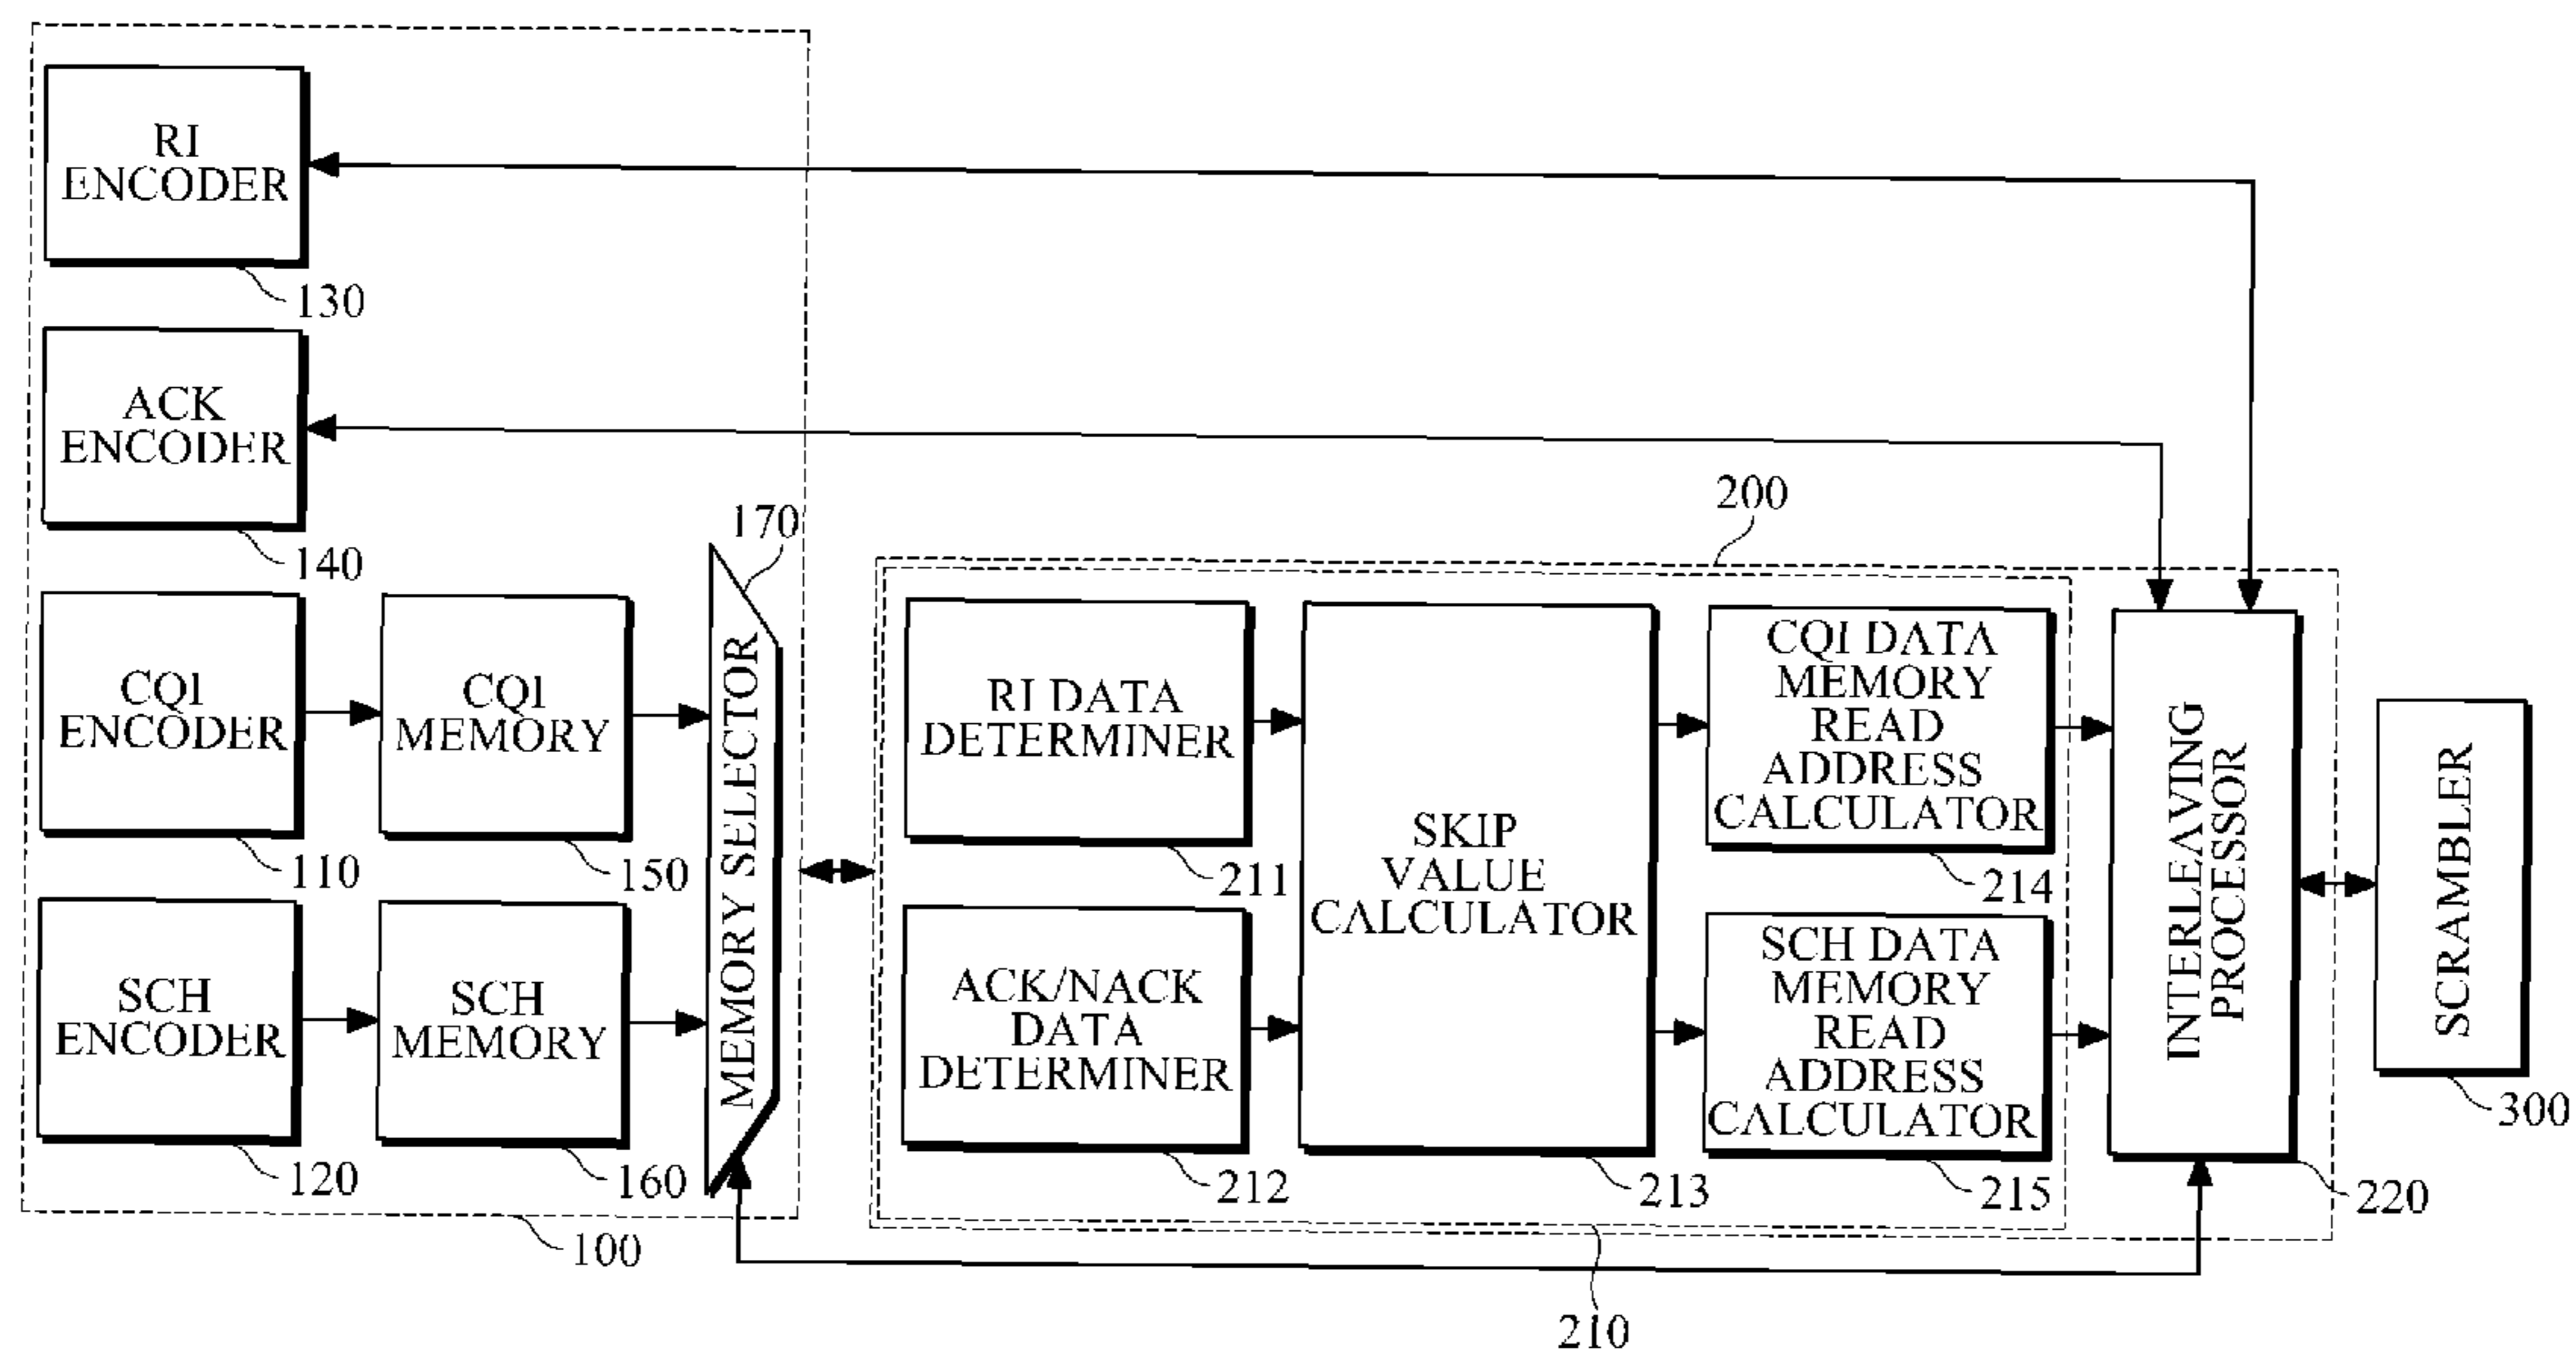 RI
ENCODER
130
ACK
ENCODER
140
CQI
ENCODER
110
CQI
MEMORY
150
SCH
ENCODER
120
SCH
MEMORY
160
MEMORY SELECTOR
170
100
200
RI DATA
DETERMINER
211
ACK/NACK
DATA
DETERMINER
212
SKIP
VALUE
CALCULATOR
213
CQI DATA
MEMORY
READ
ADDRESS
CALCULATOR
214
SCH DATA
MEMORY
READ
ADDRESS
CALCULATOR
215
210
INTERLEAVING
PROCESSOR
220
SCRAMBLER
300